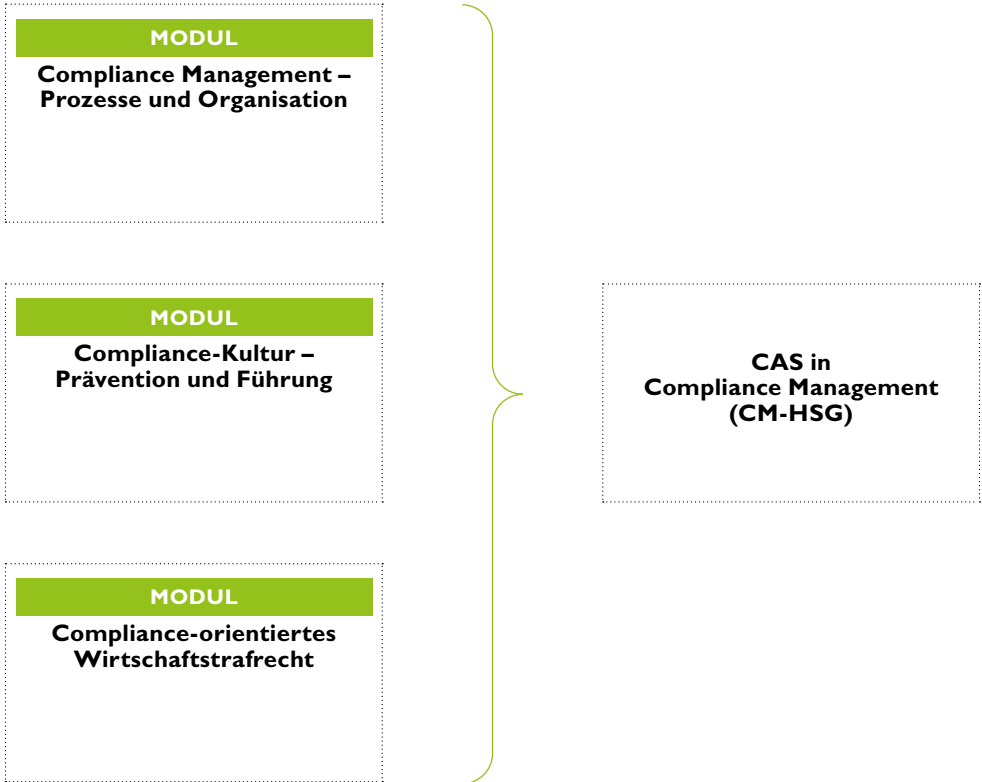 MODUL
Compliance Management –
Prozesse und Organisation
MODUL
Compliance-Kultur –
Prävention und Führung
CAS in
Compliance Management
(CM-HSG)
MODUL
Compliance-orientiertes
Wirtschaftstrafrecht